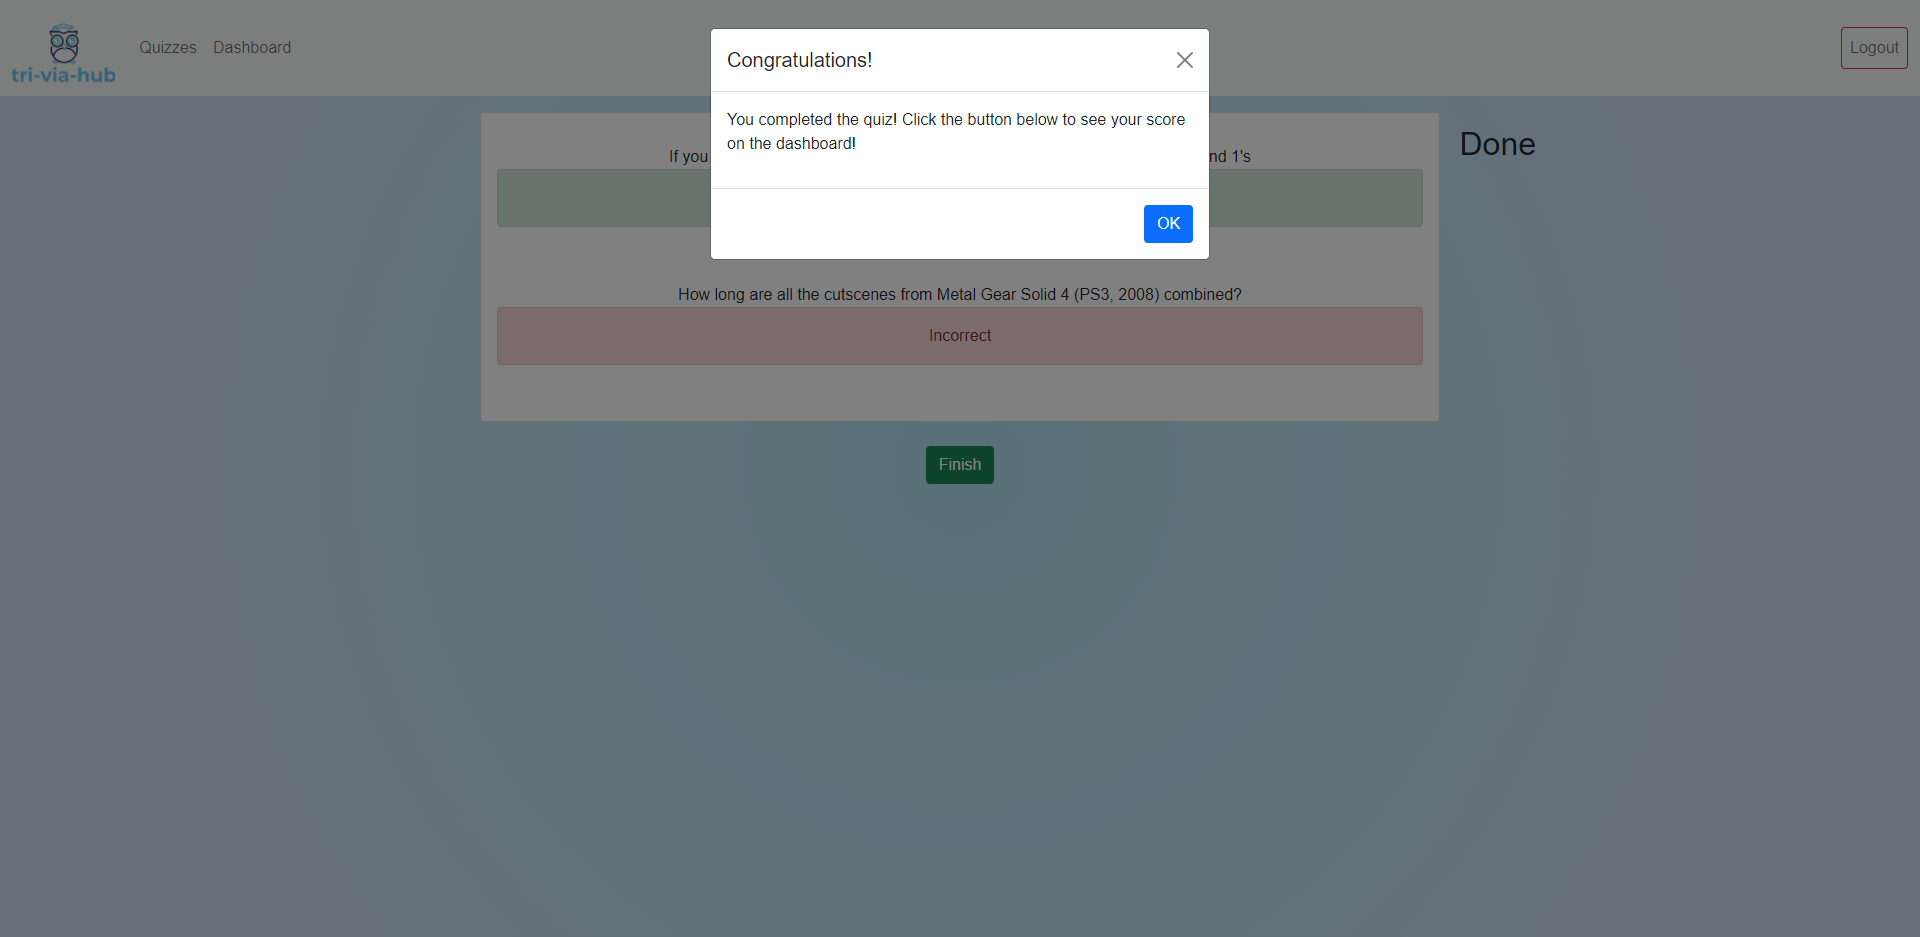 tri-via-hub
Quizzes Dashboard
Logout
Congratulations!
You completed the quiz! Click the button below to see your score
on the dashboard!
OK
If you
nd 1's
Done
How long are all the cutscenes from Metal Gear Solid 4 (PS3, 2008) combined?
Incorrect
Finish